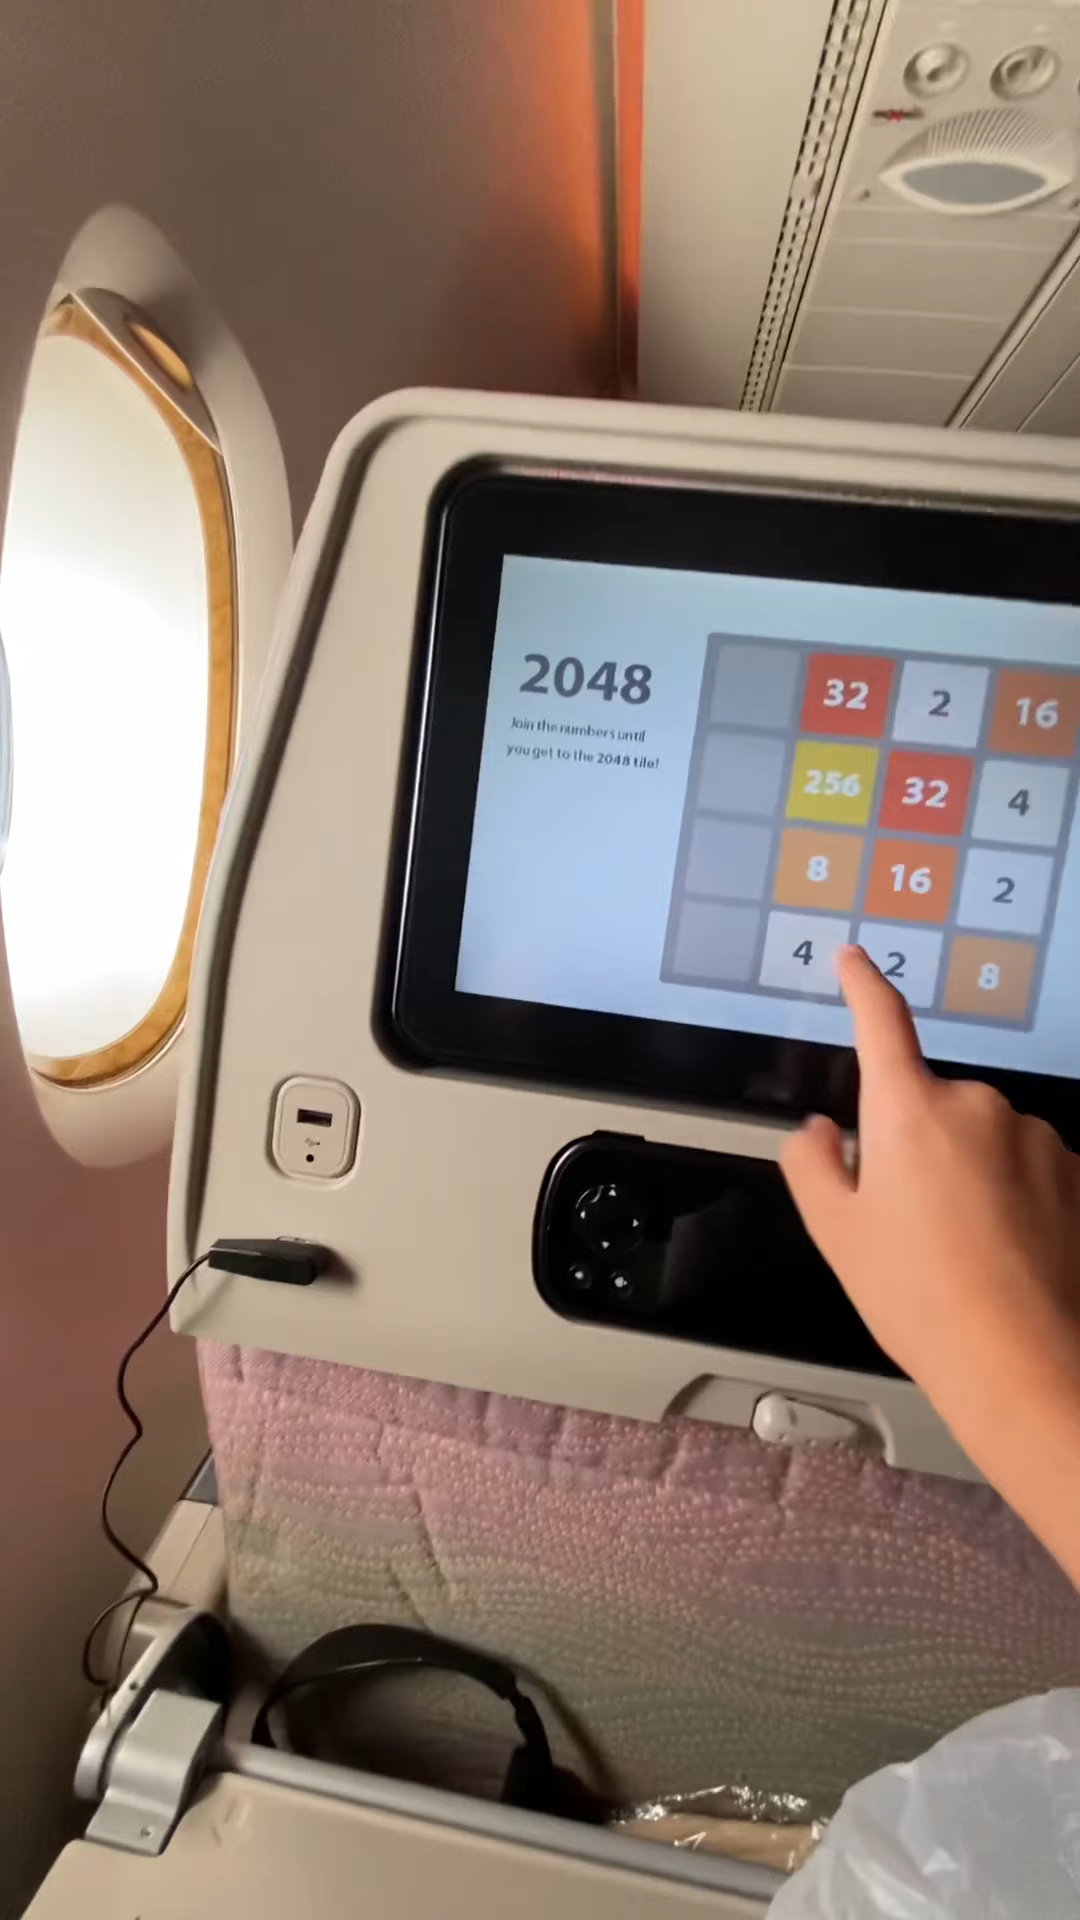 2048
Join the numbers until
you get to the 2048 tile!
32 2 16
256 32 4
8 16 2
4 2 8